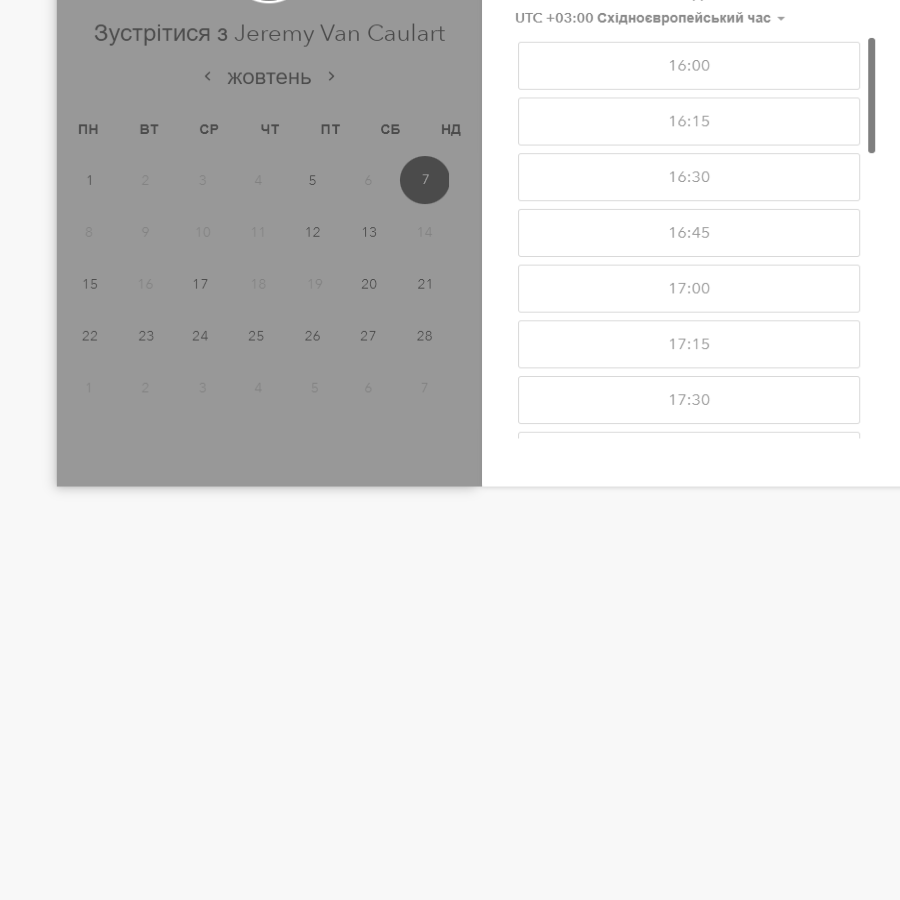 Зустрітися з Jeremy Van Caulart
жовтень
ПН ВТ СР ЧТ ПТ СБ НД
1 2 3 4 5 6 7
8 9 10 11 12 13 14
15 16 17 18 19 20 21
22 23 24 25 26 27 28
1 2 3 4 5 6 7
UTC +03:00 Східноєвропейський час
16:00
16:15
16:30
16:45
17:00
17:15
17:30